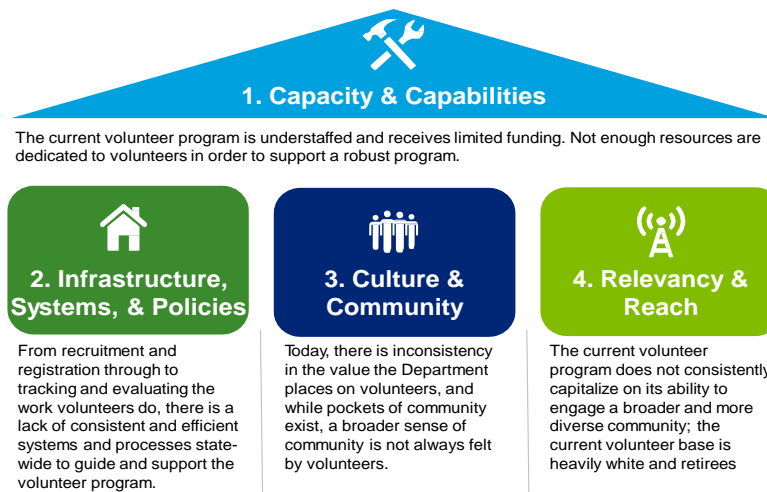 1. Capacity & Capabilities
The current volunteer program is understaffed and receives limited funding. Not enough resources are
dedicated to volunteers in order to support a robust program.
2. Infrastructure,
Systems, & Policies
From recruitment and
registration through to
tracking and evaluating the
work volunteers do, there is a
lack of consistent and efficient
systems and processes state-
wide to guide and support the
volunteer program.
3. Culture &
Community
Today, there is inconsistency
in the value the Department
places on volunteers, and
while pockets of community
exist, a broader sense of
community is not always felt
by volunteers.
4. Relevancy &
Reach
The current volunteer
program does not consistently
capitalize on its ability to
engage a broader and more
diverse community; the
current volunteer base is
heavily white and retirees